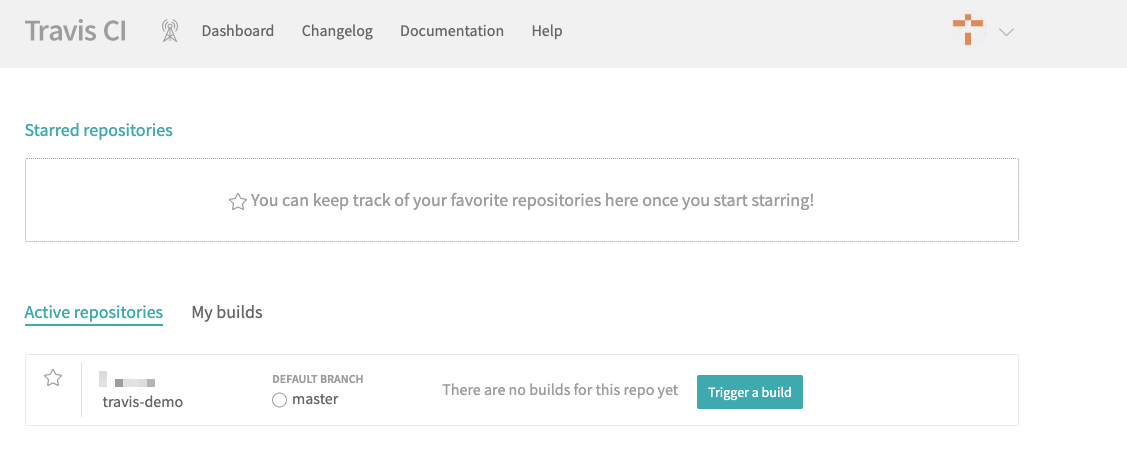 Travis CI Dashboard Changelog Documentation Help
Starred repositories
You can keep track of your favorite repositories here once you start starring!
Active repositories My builds
DEFAULT BRANCH
travis-demo master There are no builds for this repo yet Trigger a build